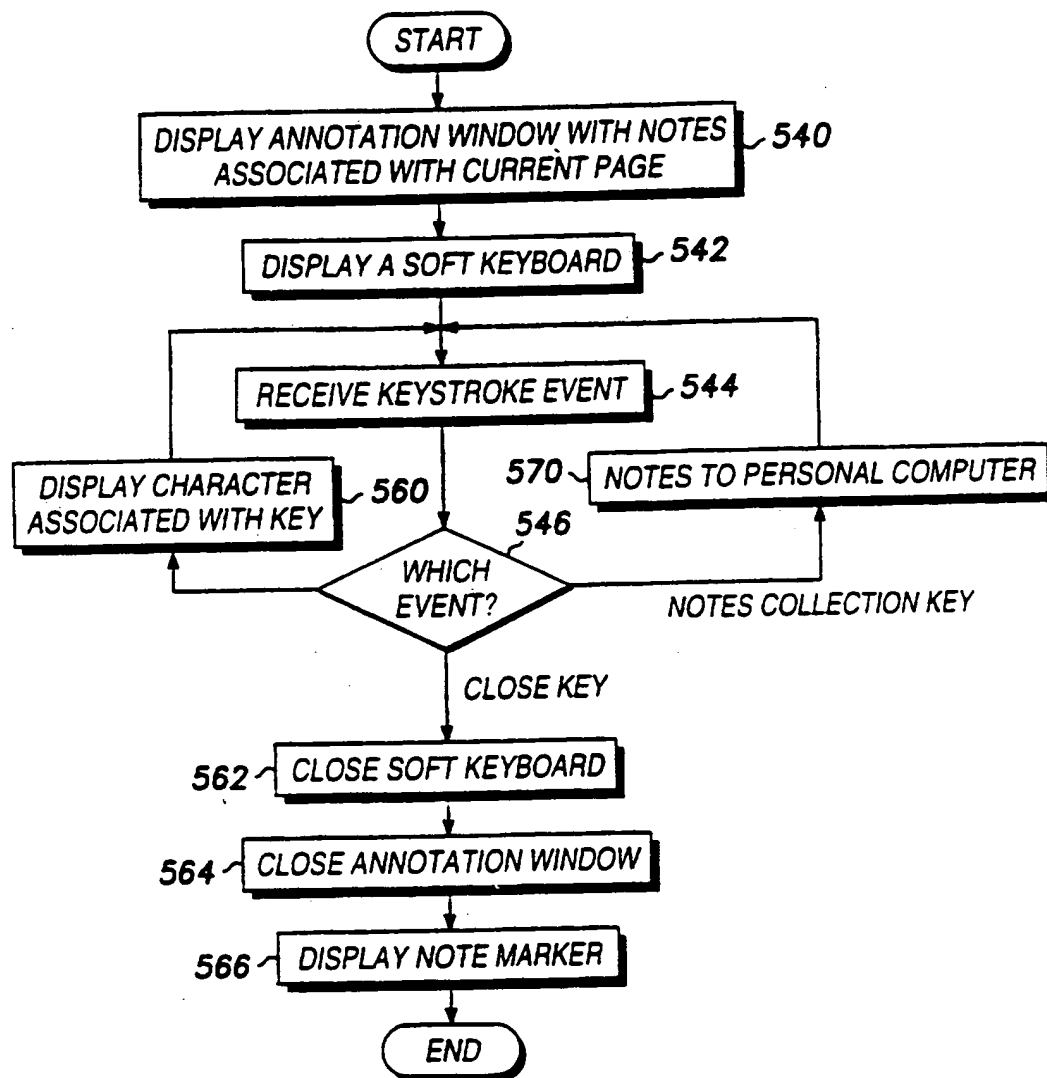 START
DISPLAY ANNOTATION WINDOW WITH NOTES
ASSOCIATED WITH CURRENT PAGE
540
DISPLAY A SOFT KEYBOARD
542
RECEIVE KEYSTROKE EVENT
544
DISPLAY CHARACTER
ASSOCIATED WITH KEY
560
570
NOTES TO PERSONAL COMPUTER
546
WHICH
EVENT?
NOTES COLLECTION KEY
CLOSE KEY
562
CLOSE SOFT KEYBOARD
564
CLOSE ANNOTATION WINDOW
566
DISPLAY NOTE MARKER
END